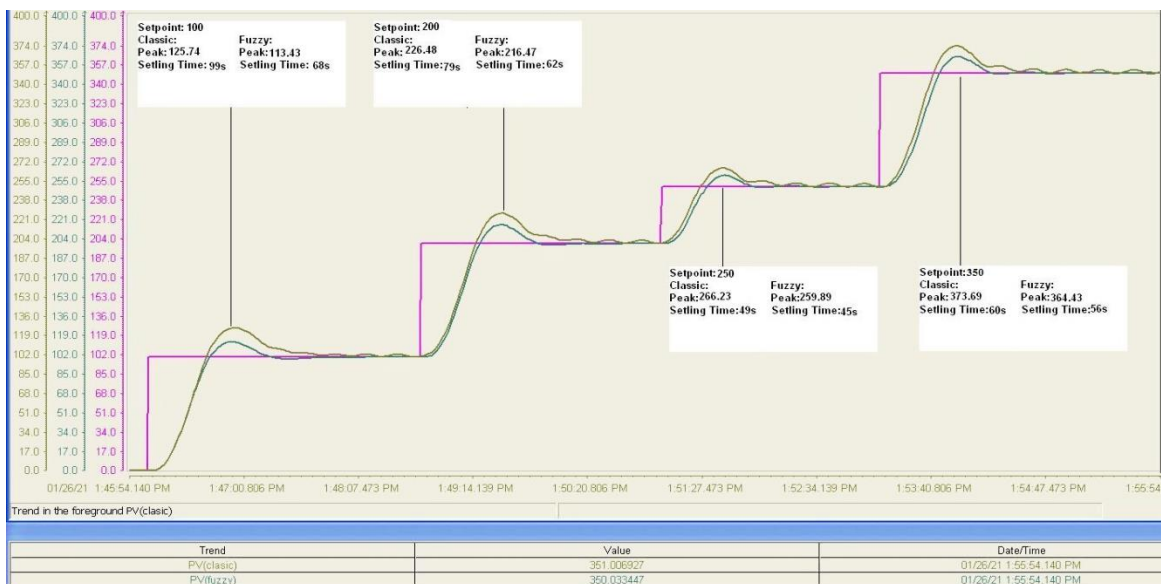 Setpoint: 100
Classic: Fuzzy:
Peak:125.74 Peak:113.43
Setling Time: 99s Setling Time: 68s
Setpoint: 200
Classic: Fuzzy:
Peak:226.48 Peak:216.47
Setling Time:79s Setling Time:62s
400.0 400.0 400.0
374.0 374.0 374.0
357.0 357.0 357.0
340.0 340.0 340.0
323.0 323.0 323.0
306.0 306.0 306.0
289.0 289.0 289.0
272.0 272.0 272.0
255.0 255.0 255.0
238.0 238.0 238.0
221.0 221.0 221.0
204.0 204.0 204.0
187.0 187.0 187.0
170.0 170.0 170.0
153.0 153.0 153.0
136.0 136.0 136.0
119.0 119.0 119.0
102.0 102.0 102.0
85.0 85.0 85.0
68.0 68.0 68.0
51.0 51.0 51.0
34.0 34.0 34.0
17.0 17.0 17.0
0.0 0.0 0.0
Setpoint:250
Classic: Fuzzy:
Peak:266.23 Peak:259.89
Setling Time:49s Setling Time:45s
Setpoint:350
Classic: Fuzzy:
Peak:373.69 Peak:364.43
Setling Time:60s Setling Time:56s
01/26/21 1:45:54.140 PM 1:47:00.806 PM 1:48:07.473 PM 1:49:14.139 PM 1:50:20.806 PM 1:51:27.473 PM 1:52:34.139 PM 1:53:40.806 PM 1:54:47.473 PM 1:55:54
Trend in the foreground PV(clasic)
Trend Value Date/Time
PV(clasic) 351.006927 01/26/21 1:55:54.140 PM
PV(fuzzy) 350.033447 01/26/21 1:55:54.140 PM